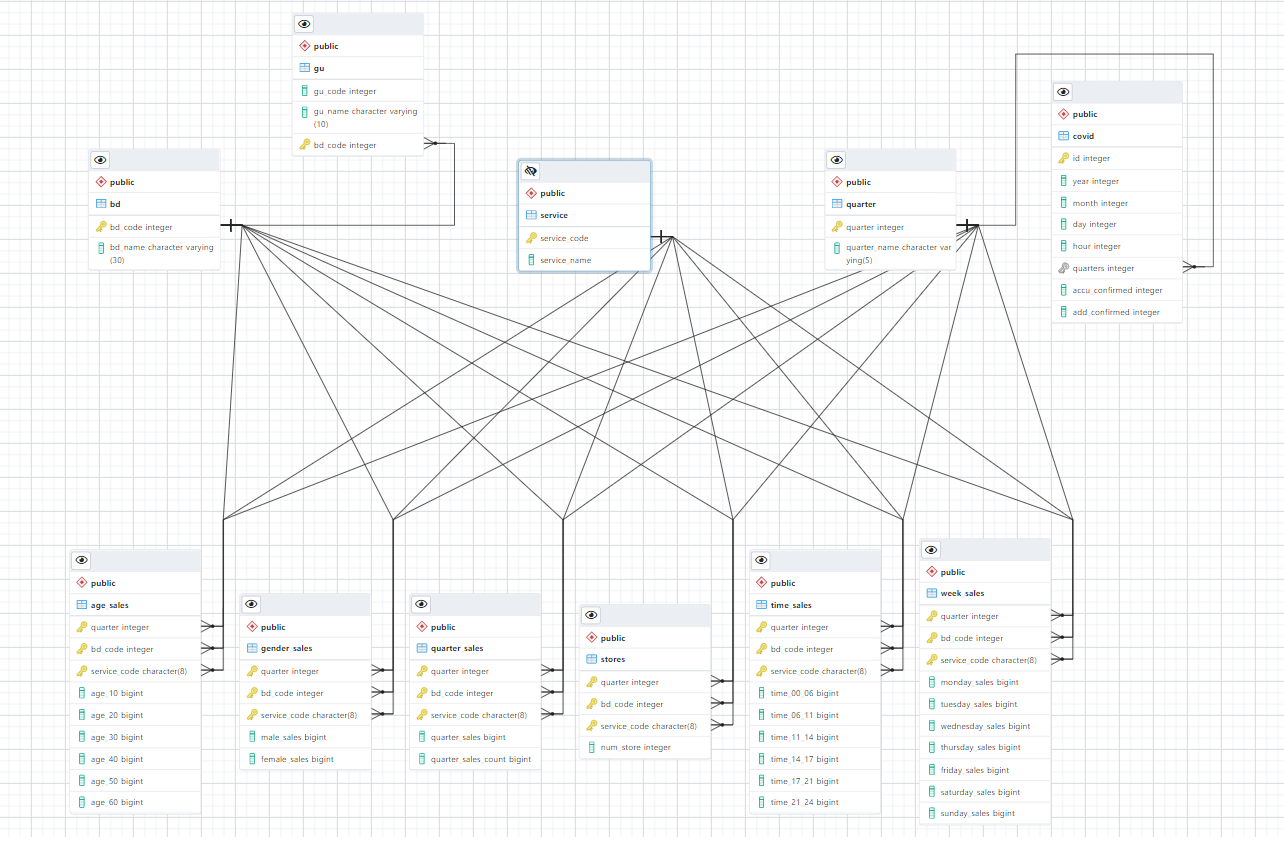 public
gu
gu_code integer
gu_name character varying
(10)
bd_code integer
public
bd
bd_code integer
bd_name character varying
(30)
public
service
service_code
service_name
public
quarter
quarter integer
quarter_name character var
ying(5)
public
covid
id integer
year integer
month integer
day integer
hour integer
quarters integer
accu_confirmed integer
add_confirmed integer
public
age_sales
quarter integer
bd_code integer
service_code character(8)
age_10 bigint
age_20 bigint
age_30 bigint
age_40 bigint
age_50 bigint
age_60 bigint
public
gender_sales
quarter integer
bd_code integer
service_code character(8)
male_sales bigint
female_sales bigint
public
quarter_sales
quarter integer
bd_code integer
service_code character(8)
quarter_sales bigint
quarter_sales_count bigint
public
stores
quarter integer
bd_code integer
service_code character(8)
num_store integer
public
time_sales
quarter integer
bd_code integer
service_code character(8)
time_00_06 bigint
time_06_11 bigint
time_11_14 bigint
time_14_17 bigint
time_17_21 bigint
time_21_24 bigint
public
week_sales
quarter integer
bd_code integer
service_code character(8)
monday_sales bigint
tuesday_sales bigint
wednesday_sales bigint
thursday_sales bigint
friday_sales bigint
saturday_sales bigint
sunday_sales bigint